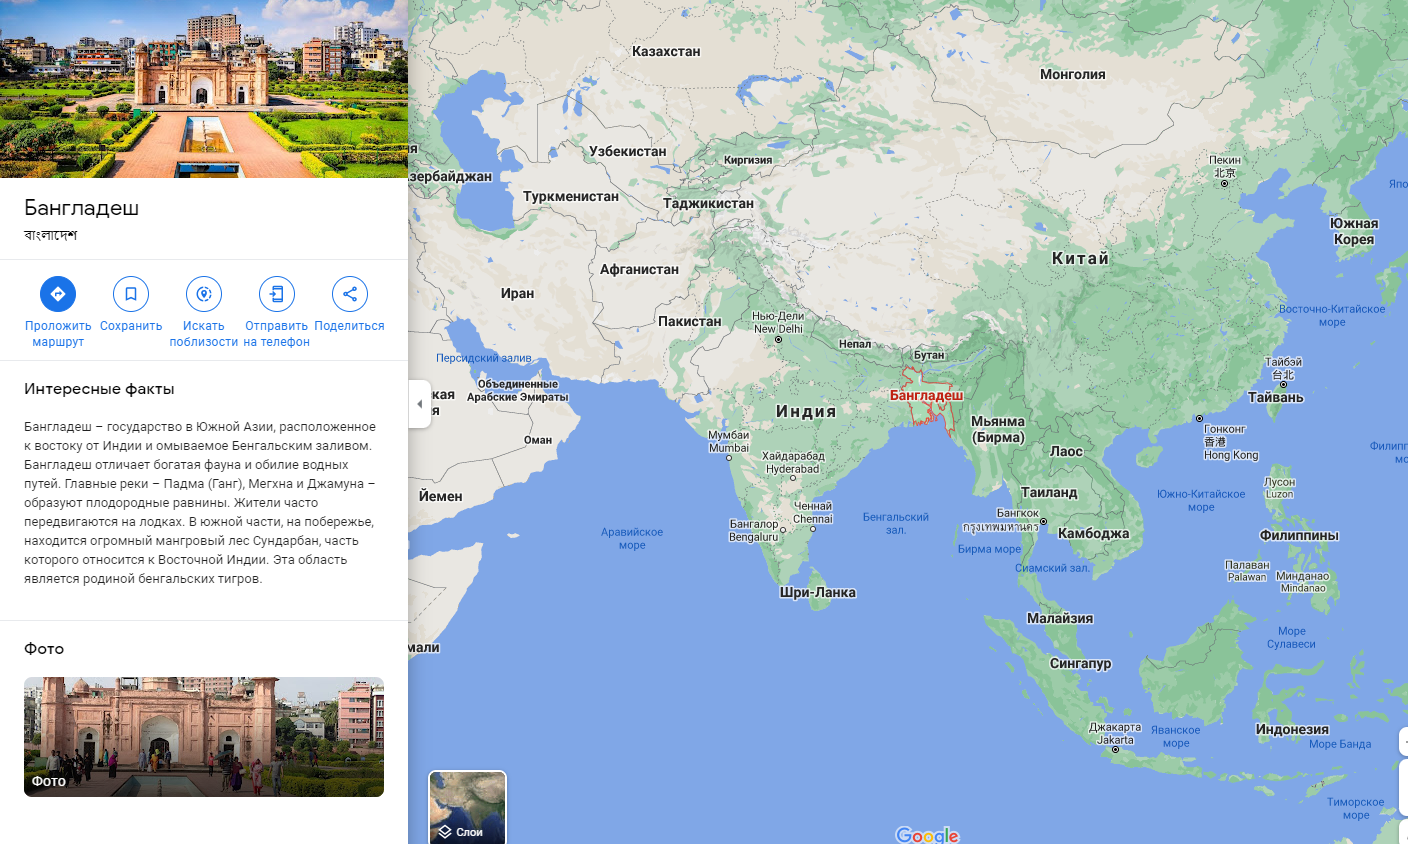 Бангладеш
বাংলাদেশ
Проложить маршрут
Сохранить
Искать поблизости
Отправить на телефон
Поделиться
Интересные факты
Бангладеш – государство в Южной Азии, расположенное
к востоку от Индии и омываемое Бенгальским заливом.
Бангладеш отличает богатая фауна и обилие водных
путей. Главные реки – Падма (Ганг), Мегхна и Джамуна –
образуют плодородные равнины. Жители часто
передвигаются на лодках. В южной части, на побережье,
находится огромный мангровый лес Сундарбан, часть
которого относится к Восточной Индии. Эта область
является родиной бенгальских тигров.
Фото
Фото
Казахстан
Монголия
Узбекистан
Киргизия
Пекин
北京
зербайджан
Туркменистан
Таджикистан
Япо
Южная
Корея
Китай
Афганистан
Иран
Пакистан
Нью-Дели
New Delhi
Восточно-Китайское
море
Непал
Бутан
Персидский залив
Тайбэй
台北
Объединенные
Арабские Эмираты
кая
я
Бангладеш
Тайвань
Индия
Мьянма
(Бирма)
Гонконг
香港
Hong Kong
Оман
Мумбаи
Mumbai
Хайдарабад
Hyderabad
Лаос
Филипп
мо
Йемен
Таиланд
Южно-Китайское
море
Лусон
Luzon
Ченнай
Chennai
Бангкок
กรุงเทพมหานคร
Бангалор
Bengaluru
Бенгальский
зал.
Аравийское
море
Камбоджа
Филиппины
Бирма море
Сиамский зал.
Палаван
Palawan
Минданао
Mindanao
Шри-Ланка
Малайзия
Море
Сулавеси
мали
Сингапур
Джакарта
Jakarta
Яванское
море
Индонезия
Море Банда
Тиморское
море
Слои
Google